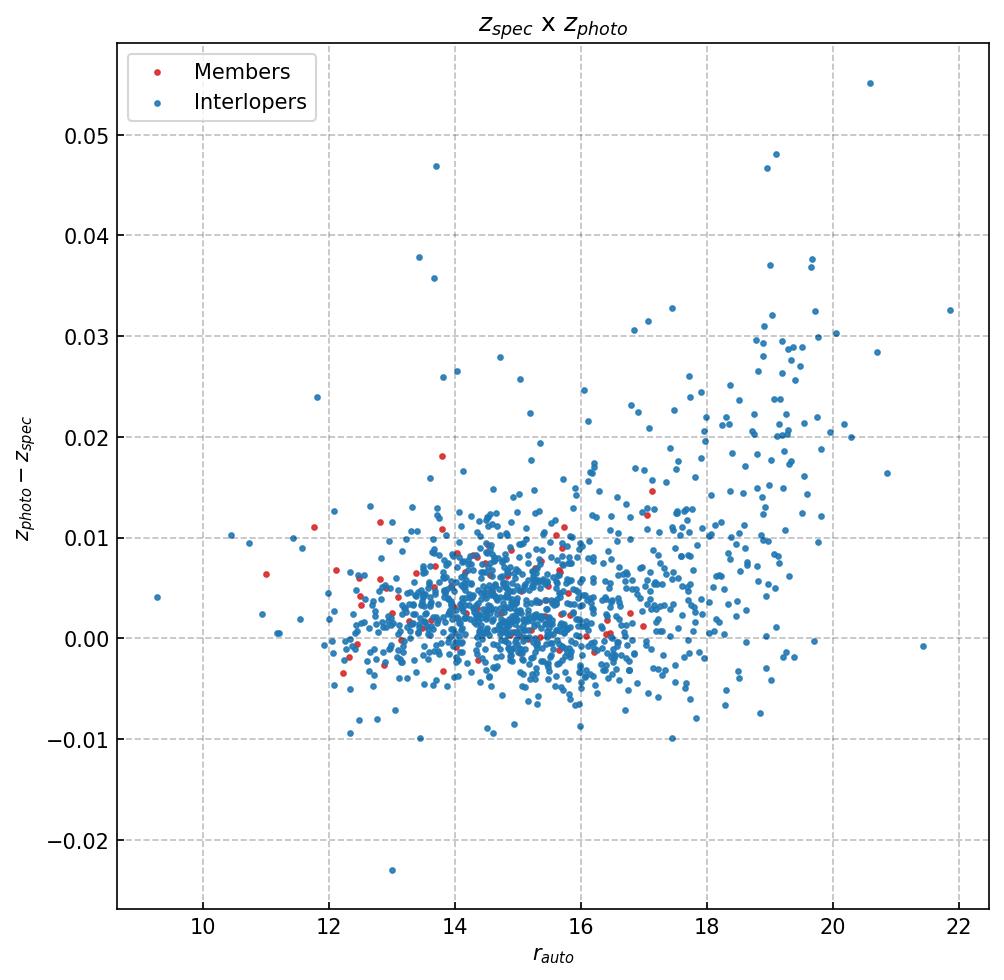 z_spec x z_photo
Members
Interlopers
z_photo − z_spec
0.05
0.04
0.03
0.02
0.01
0.00
−0.01
−0.02
10 12 14 16 18 20 22
r_auto